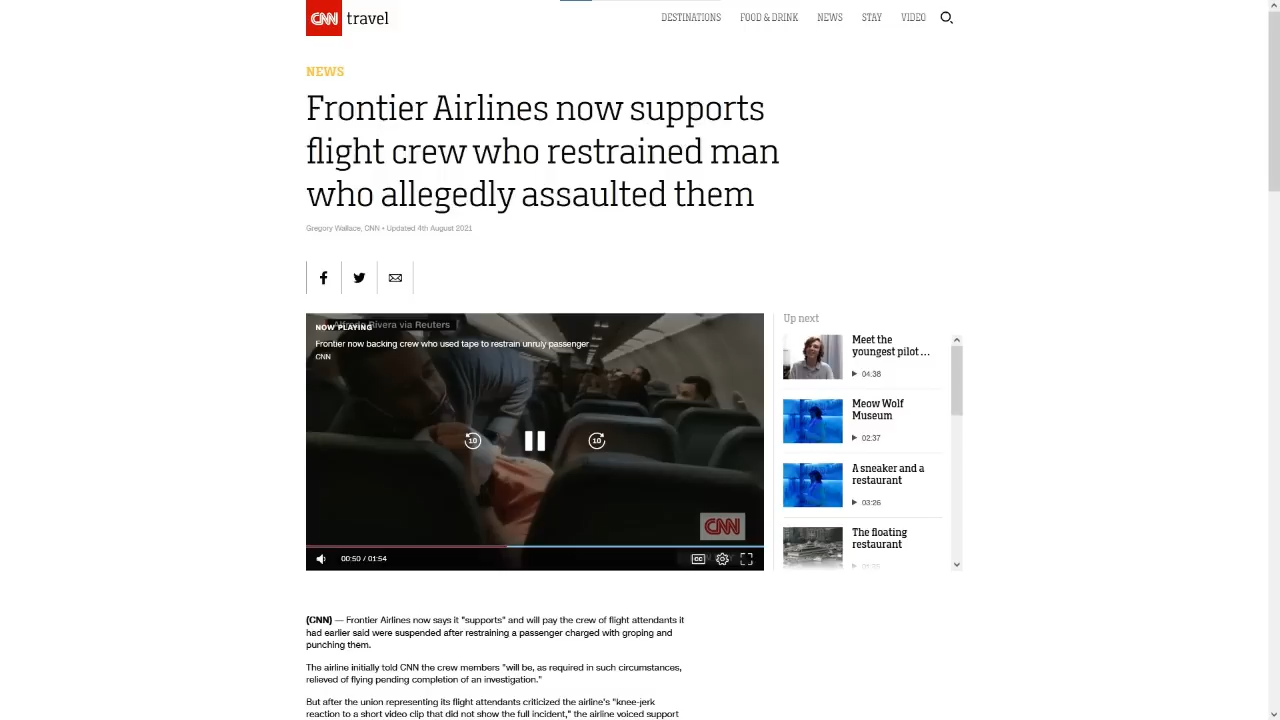 CNN travel
DESTINATIONS FOOD & DRINK NEWS STAY VIDEO
NEWS
Frontier Airlines now supports
flight crew who restrained man
who allegedly assaulted them
Gregory Wallace, CNN • Updated 4th August 2021
NOW PLAYING
Alfredo Rivera via Reuters
Frontier now backing crew who used tape to restrain unruly passenger
CNN
10
10
CNN
00:50 / 01:54
CC
Up next
Meet the
youngest pilot ...
04:38
Meow Wolf
Museum
02:37
A sneaker and a
restaurant
03:26
The floating
restaurant
(CNN) — Frontier Airlines now says it "supports" and will pay the crew of flight attendants it
had earlier said were suspended after restraining a passenger charged with groping and
punching them.
The airline initially told CNN the crew members "will be, as required in such circumstances,
relieved of flying pending completion of an investigation."
But after the union representing its flight attendants criticized the airline's "knee-jerk
reaction to a short video clip that did not show the full incident," the airline voiced support